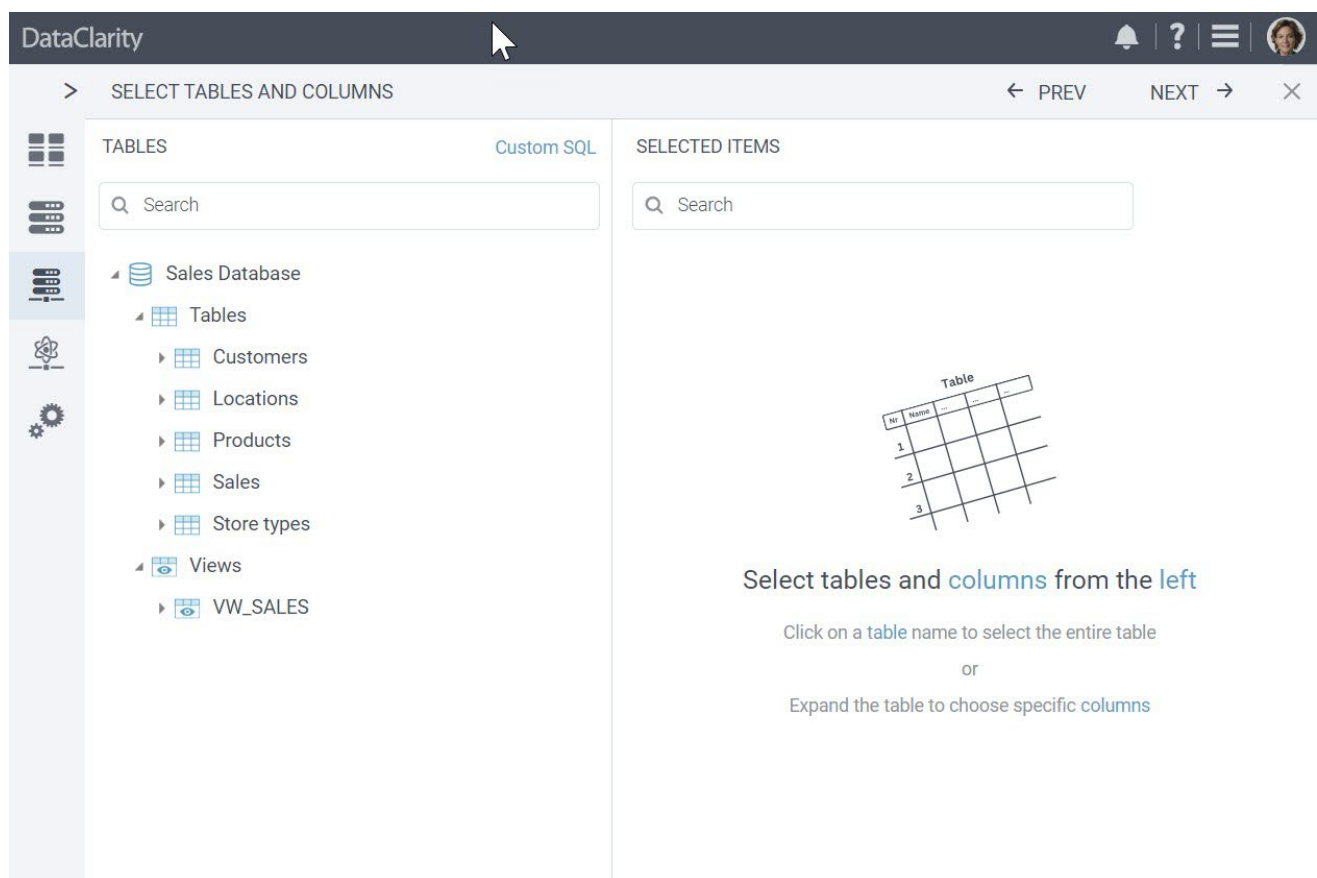 DataClarity
?
SELECT TABLES AND COLUMNS
PREV
NEXT
TABLES
Custom SQL
SELECTED ITEMS
Search
Search
Sales Database
Tables
Customers
Locations
Products
Sales
Store types
Views
VW_SALES
Table
Nr Name ... ... ...
1
2
3
Select tables and columns from the left
Click on a table name to select the entire table
or
Expand the table to choose specific columns